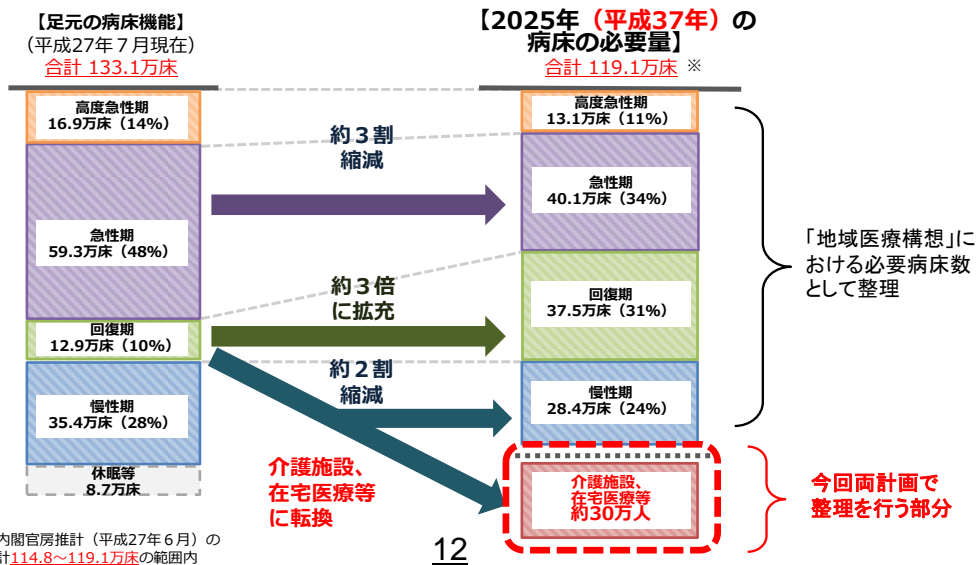 【足元の病床機能】
(平成27年７月現在)
合計 133.1万床
高度急性期
16.9万床（14%）
急性期
59.3万床（48%）
回復期
12.9万床（10%）
慢性期
35.4万床（28%）
休眠等
8.7万床
約３割
縮減
約３倍
に拡充
約２割
縮減
介護施設、
在宅医療等
に転換
【2025年（平成37年）の
病床の必要量】
合計 119.1万床 ※
高度急性期
13.1万床（11%）
急性期
40.1万床（34%）
回復期
37.5万床（31%）
慢性期
28.4万床（24%）
介護施設、
在宅医療等
約30万人
「地域医療構想」に
おける必要病床数
として整理
今回両計画で
整理を行う部分
内閣官房推計（平成27年６月）の
計114.8～119.1万床の範囲内
12